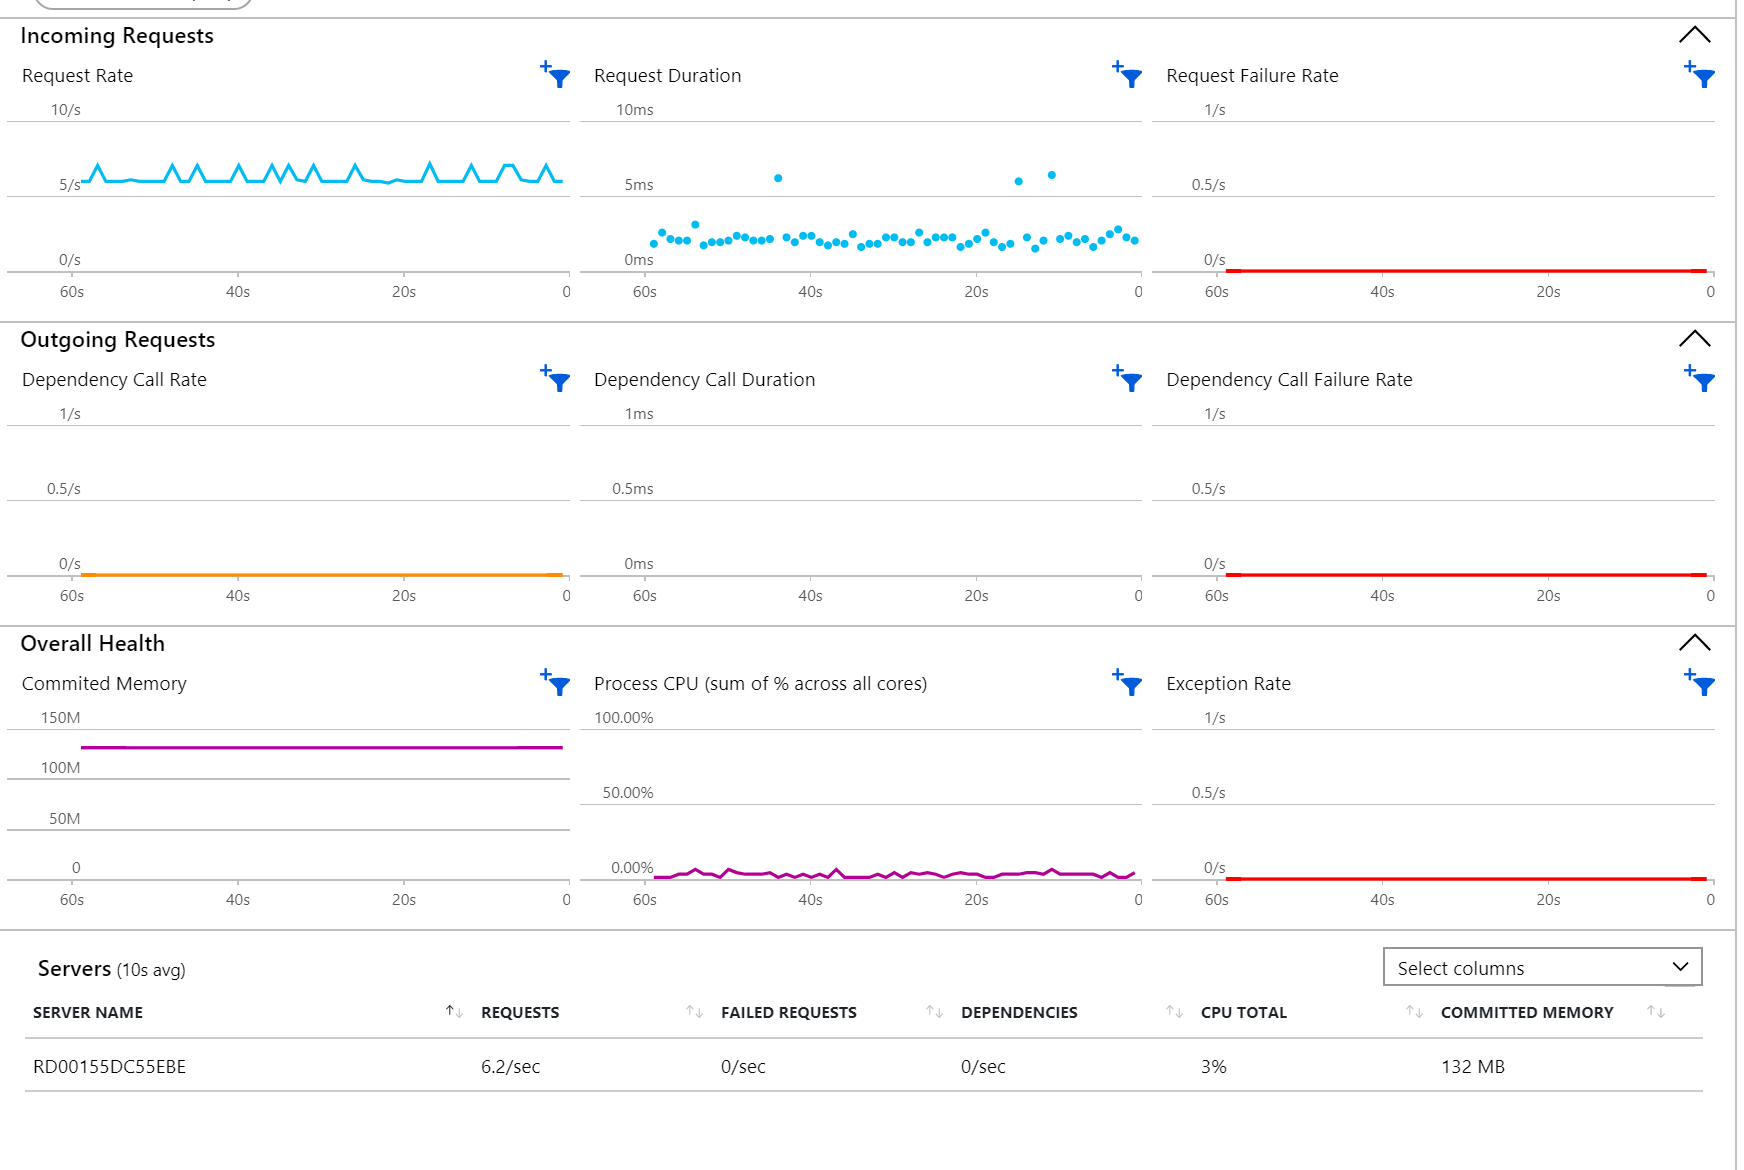 Incoming Requests
Request Rate
10/s
5/s
0/s
60s 40s 20s 0
Request Duration
10ms
5ms
0ms
60s 40s 20s 0
Request Failure Rate
1/s
0.5/s
0/s
60s 40s 20s 0
Outgoing Requests
Dependency Call Rate
1/s
0.5/s
0/s
60s 40s 20s 0
Dependency Call Duration
1ms
0.5ms
0ms
60s 40s 20s 0
Dependency Call Failure Rate
1/s
0.5/s
0/s
60s 40s 20s 0
Overall Health
Commited Memory
150M
100M
50M
0
60s 40s 20s 0
Process CPU (sum of % across all cores)
100.00%
50.00%
0.00%
60s 40s 20s 0
Exception Rate
1/s
0.5/s
0/s
60s 40s 20s 0
Servers (10s avg)
Select columns
SERVER NAME REQUESTS FAILED REQUESTS DEPENDENCIES CPU TOTAL COMMITTED MEMORY
RD00155DC55EBE 6.2/sec 0/sec 0/sec 3% 132 MB